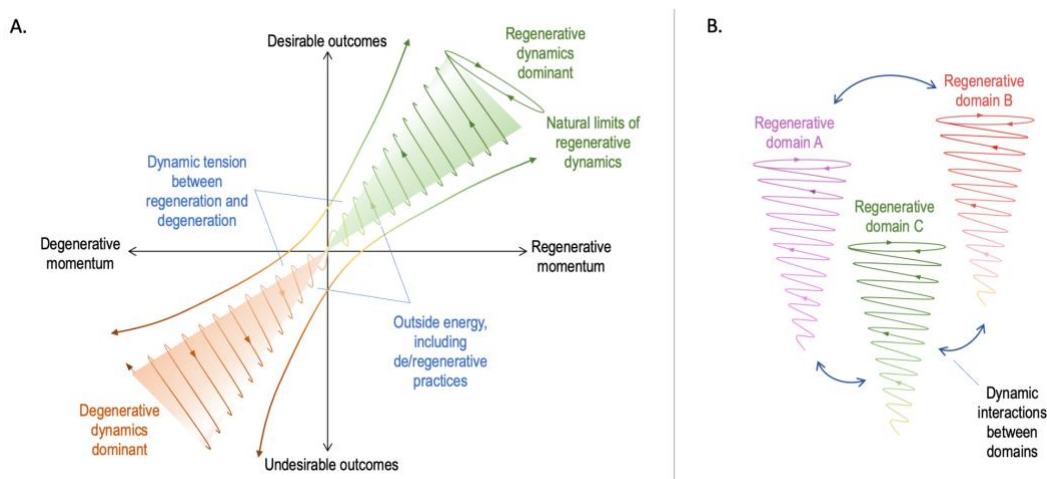 A.
Desirable outcomes
Regenerative
dynamics
dominant
Natural limits of
regenerative
dynamics
Dynamic tension
between
regeneration and
degeneration
Degenerative
momentum
Regenerative
momentum
Outside energy,
including
de/regenerative
practices
Degenerative
dynamics
dominant
Undesirable outcomes
B.
Regenerative
domain B
Regenerative
domain A
Regenerative
domain C
Dynamic
interactions
between
domains